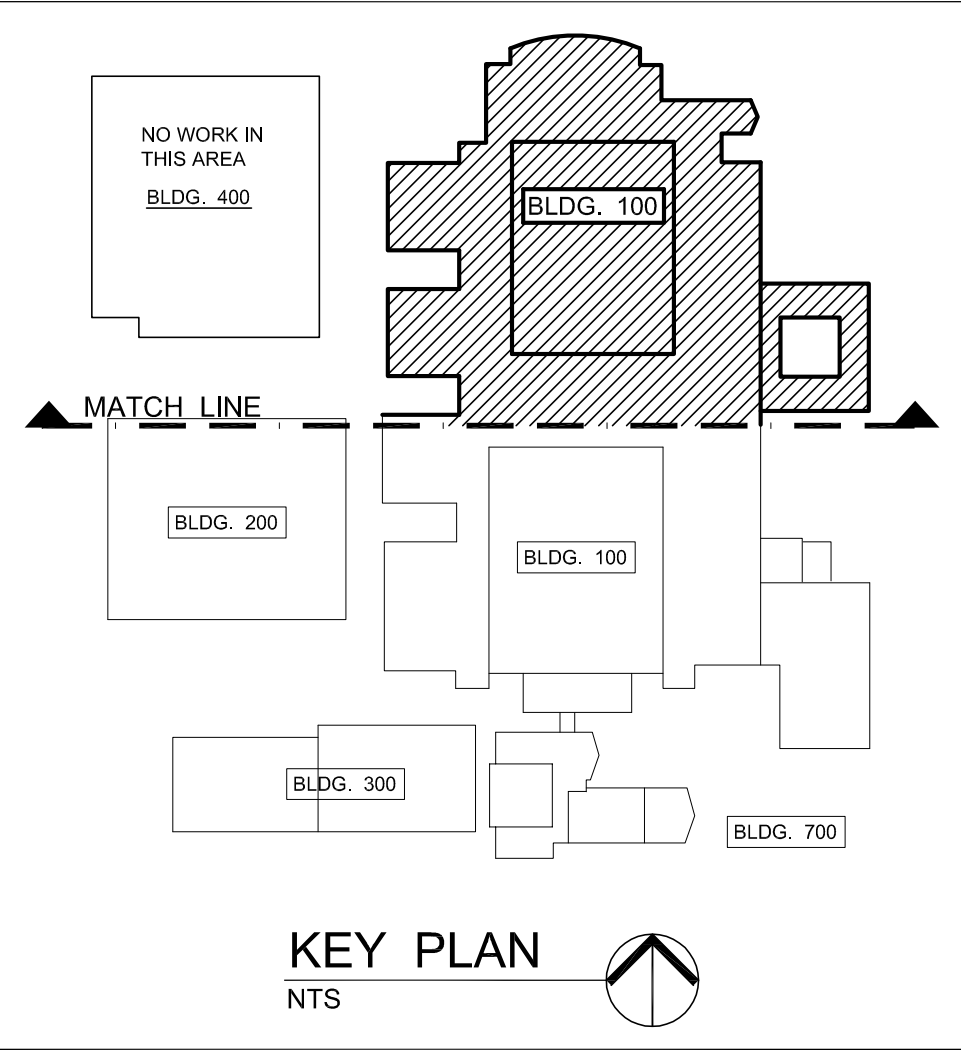 NO WORK IN
THIS AREA
BLDG. 400
BLDG. 100
MATCH LINE
BLDG. 200
BLDG. 100
BLDG. 300
BLDG. 700
KEY PLAN
NTS